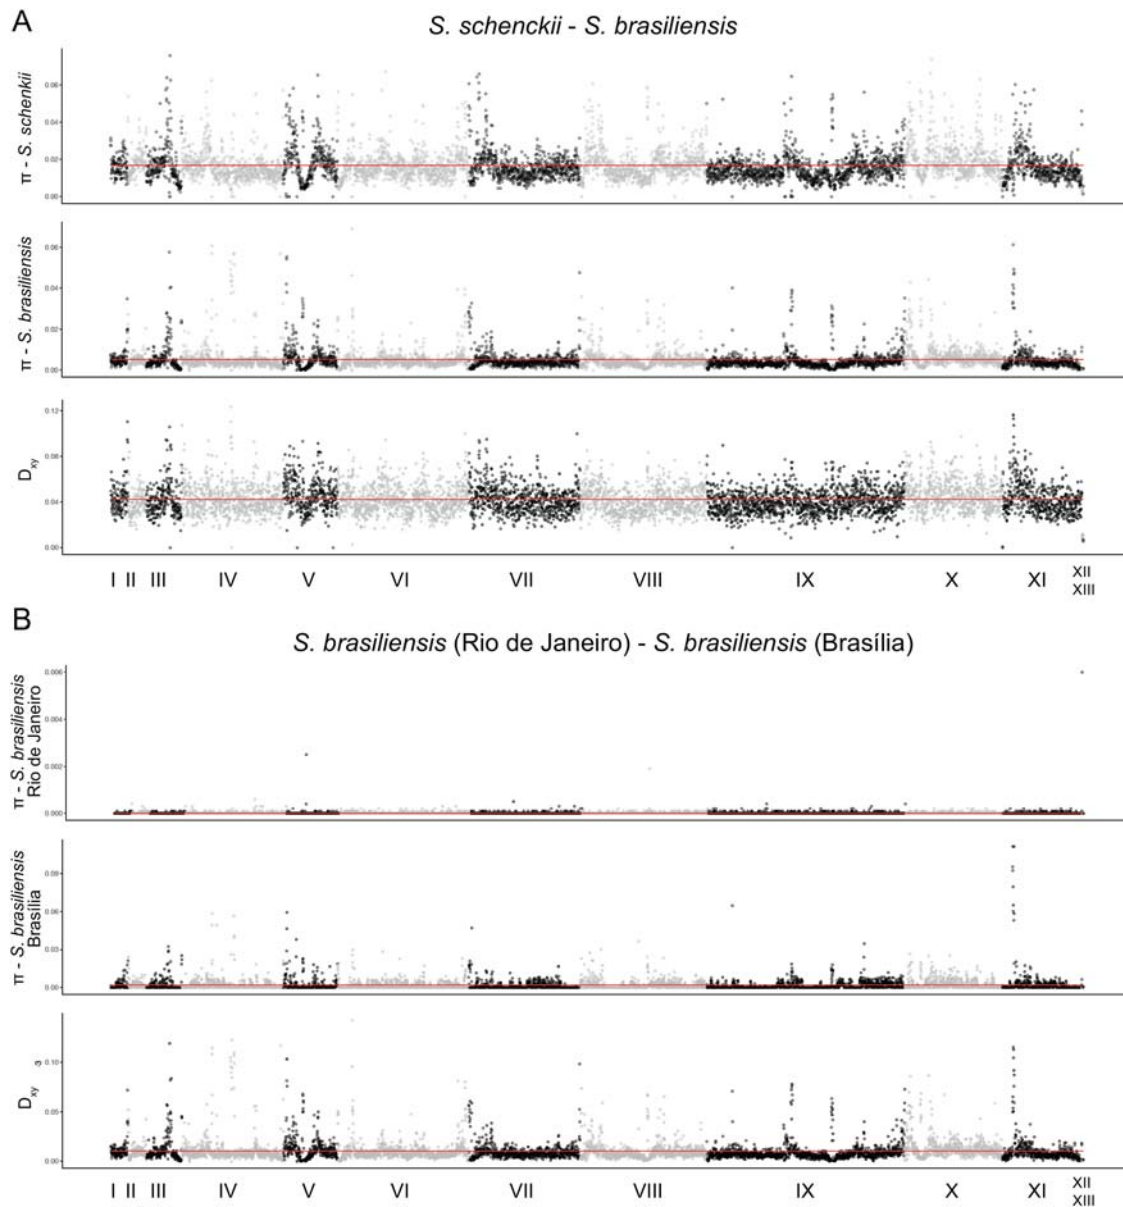 A
S. schenckii - S. brasiliensis
π - S. schenkii
0.06
0.04
0.02
0.00
π - S. brasiliensis
0.06
0.04
0.02
0.00
Dxy
0.12
0.08
0.04
0.00
I II III IV V VI VII VIII IX X XI XII
XIII
B
S. brasiliensis (Rio de Janeiro) - S. brasiliensis (Brasília)
π - S. brasiliensis
Rio de Janeiro
0.006
0.004
0.002
0.000
π - S. brasiliensis
Brasília
0.09
0.06
0.03
0.00
Dxy
3
0.10
0.05
0.00
I II III IV V VI VII VIII IX X XI XII
XIII